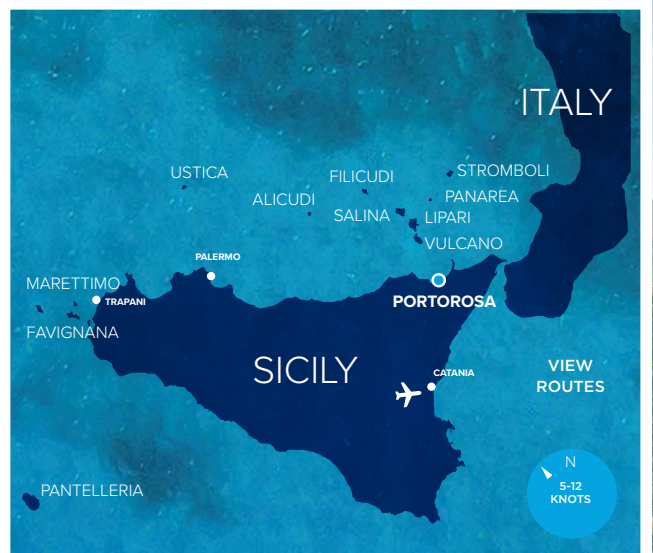 ITALY
USTICA
STROMBOLI
FILICUDI
PANAREA
ALICUDI
SALINA
LIPARI
VULCANO
PALERMO
MARETTIMO
TRAPANI
PORTOROSA
FAVIGNANA
SICILY
CATANIA
VIEW
ROUTES
N
5-12
KNOTS
PANTELLERIA